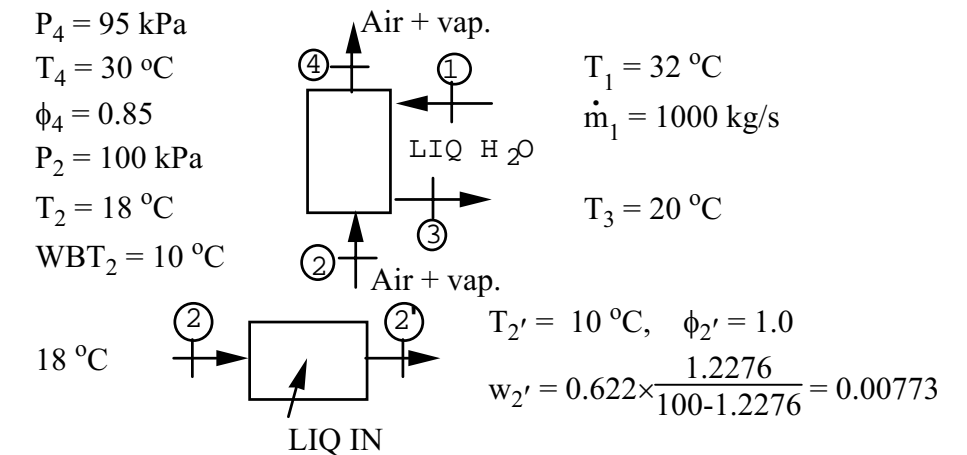 P₄ = 95 kPa
T₄ = 30 ºC
ϕ₄ = 0.85
P₂ = 100 kPa
T₂ = 18 ºC
WBT₂ = 10 ºC
Air + vap.
4
1
LIQ H₂O
3
2
Air + vap.
T₁ = 32 ºC
ṁ₁ = 1000 kg/s
T₃ = 20 ºC
18 ºC
2
2'
LIQ IN
T₂′ = 10 ºC, ϕ₂′ = 1.0
w₂′ = 0.622×1.2276/100-1.2276 = 0.00773